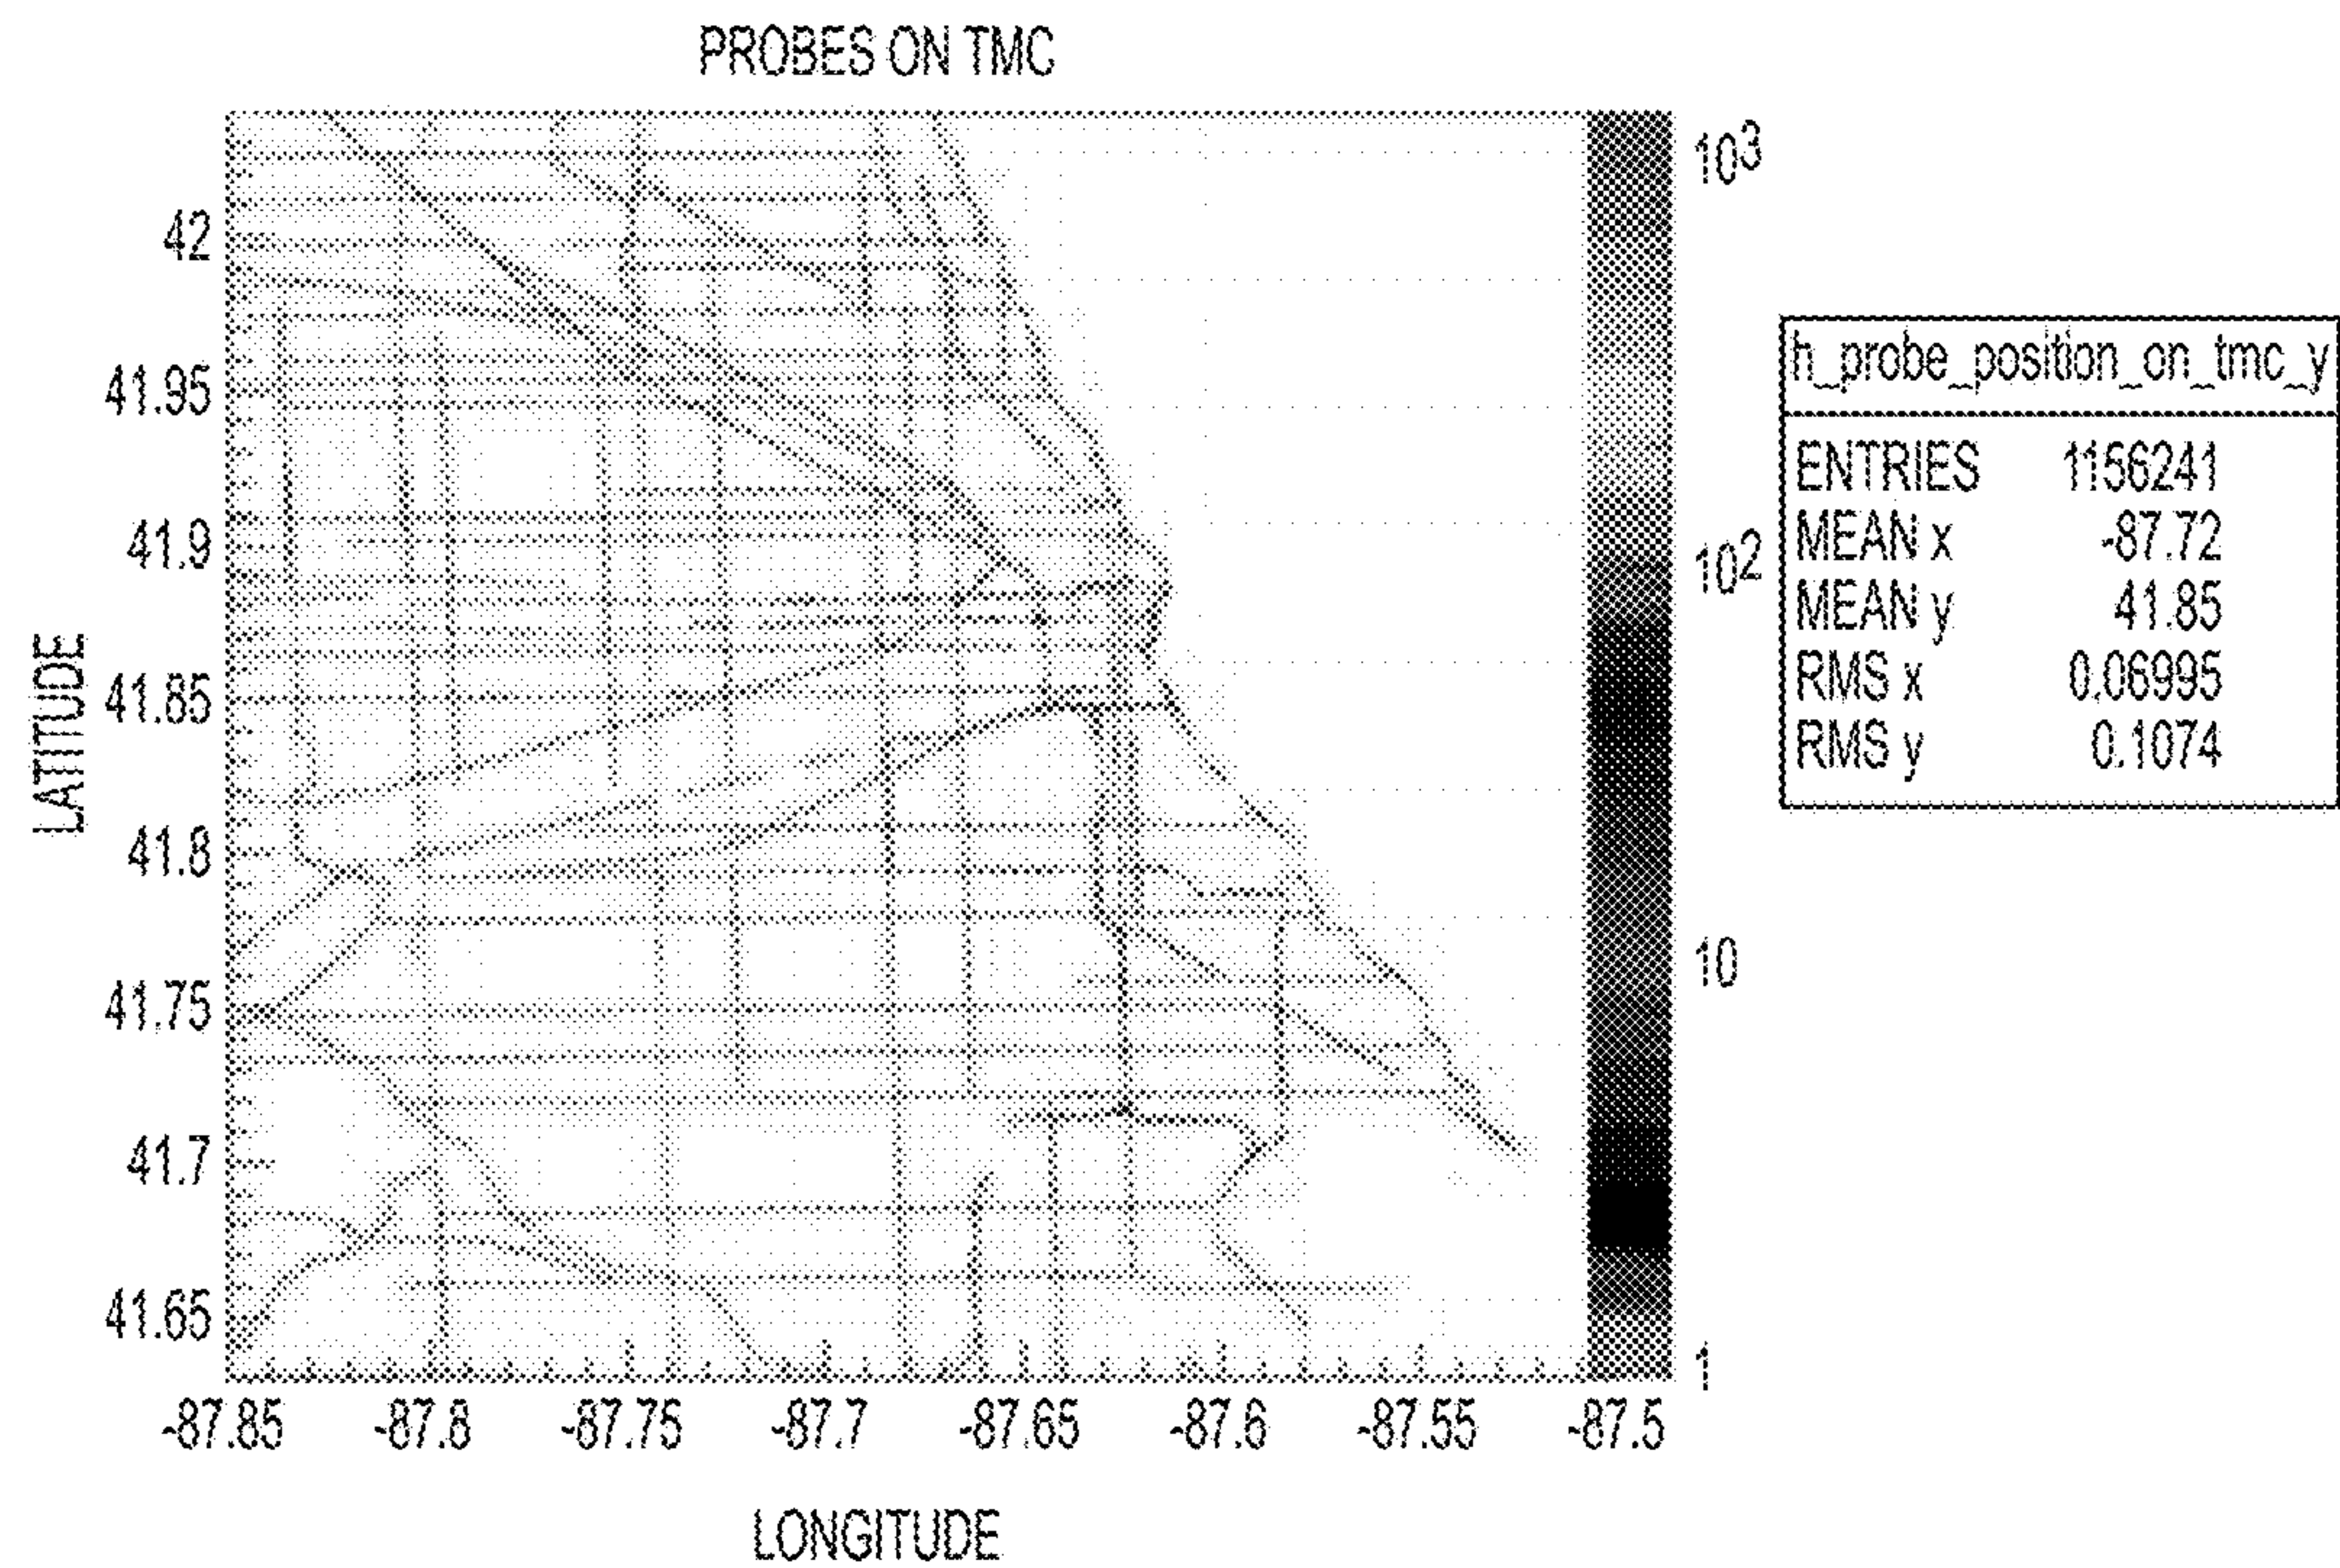 PROBES ON TMC
LATITUDE
42
41.95
41.9
41.85
41.8
41.75
41.7
41.65
-87.85 -87.8 -87.75 -87.7 -87.65 -87.6 -87.55 -87.5
LONGITUDE
10³
10²
10
1
h_probe_position_on_tmc_y
ENTRIES 1156241
MEAN x -87.72
MEAN y 41.85
RMS x 0.06995
RMS y 0.1074